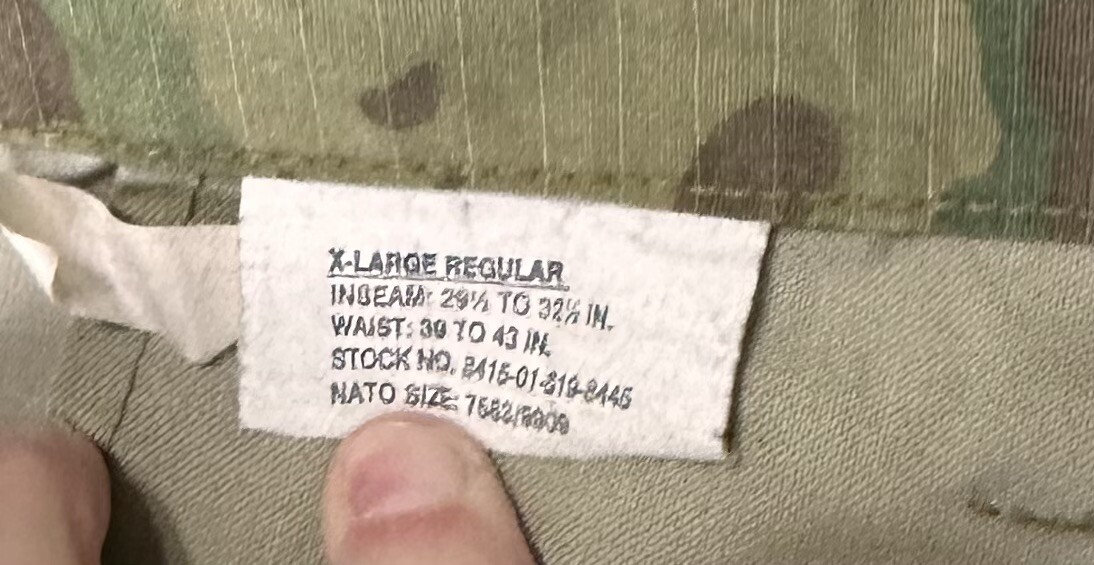 X-LARGE REGULAR
INSEAM: 29½ TO 32½ IN.
WAIST: 39 TO 43 IN.
STOCK NO.
NATO SIZE: